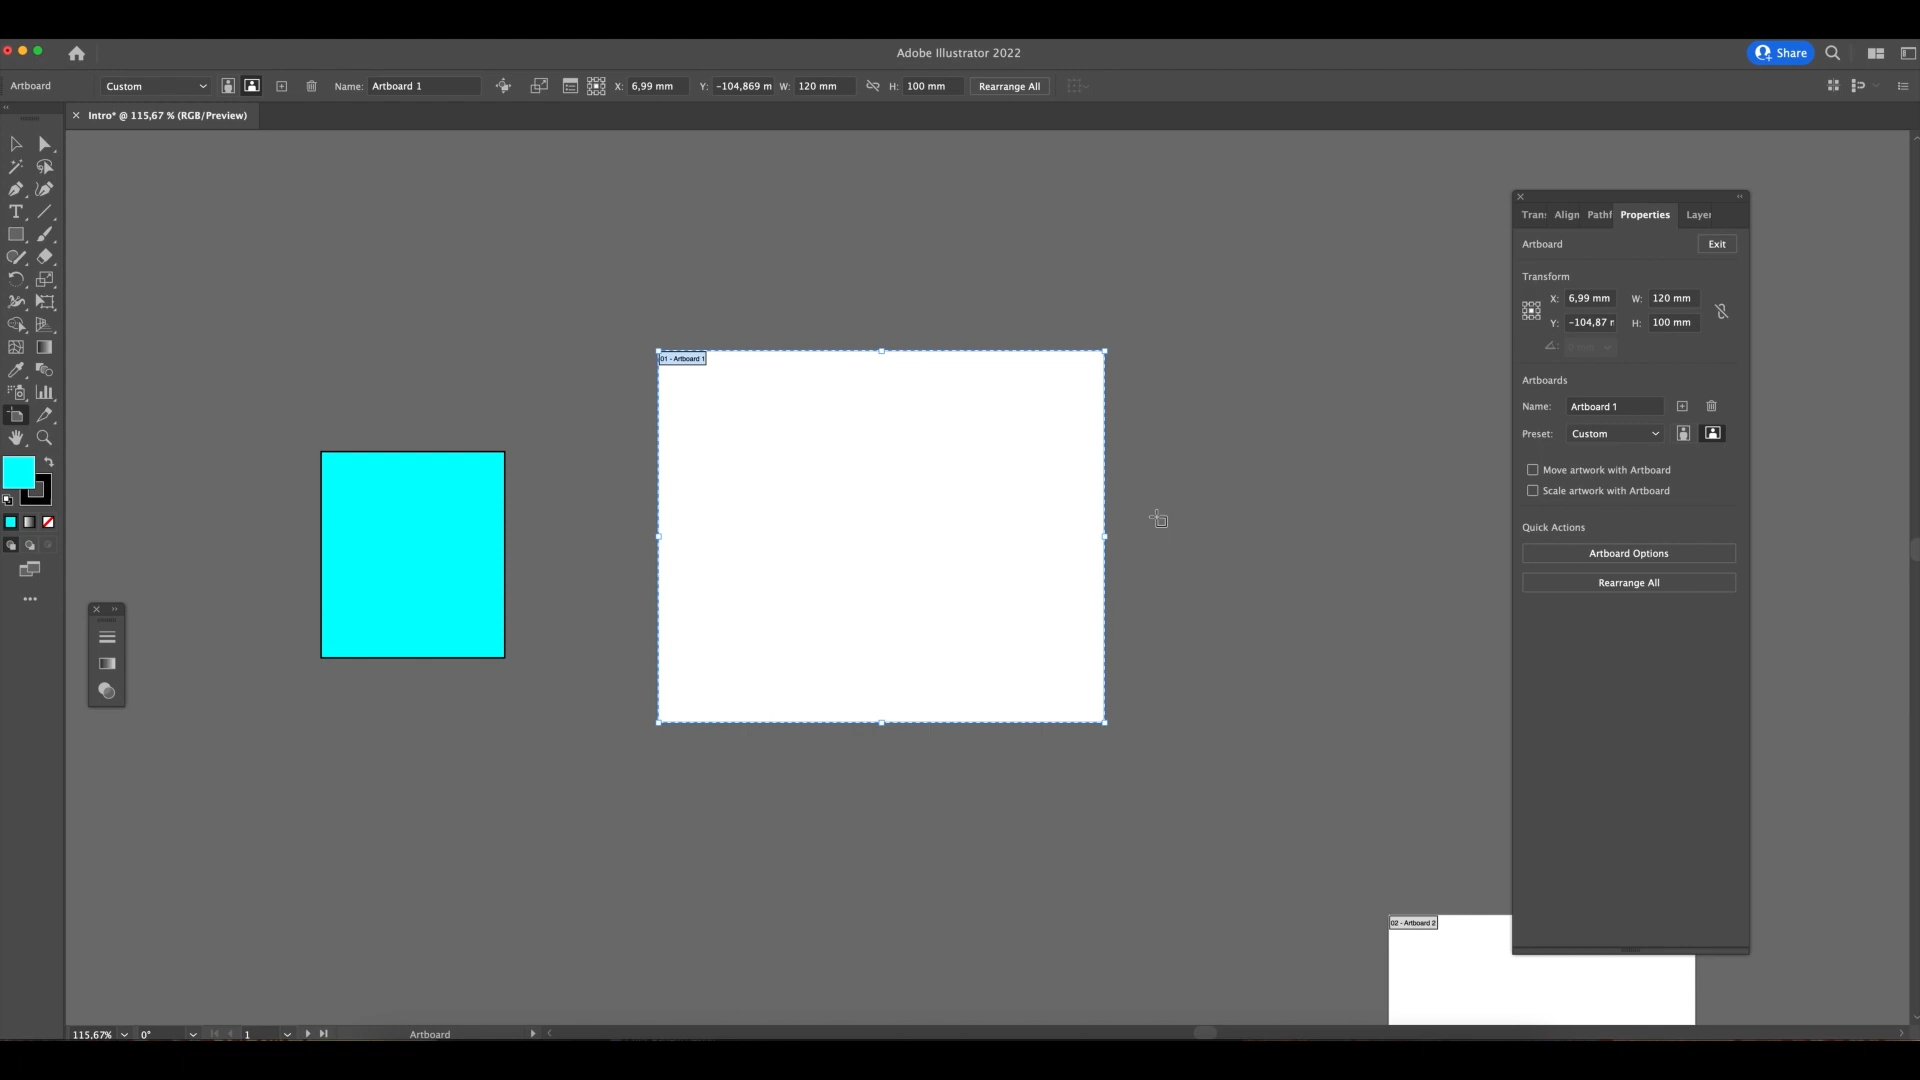 Adobe Illustrator 2022
Share
Artboard Custom Name: Artboard 1 X: 6,99 mm Y: -104,869 m W: 120 mm H: 100 mm Rearrange All
Intro* @ 115,67 % (RGB/Preview)
Trans Align Pathf Properties Layer
Artboard Exit
Transform
X: 6,99 mm W: 120 mm
Y: -104,87 r H: 100 mm
0 mm
Artboards
Name: Artboard 1
Preset: Custom
Move artwork with Artboard
Scale artwork with Artboard
Quick Actions
Artboard Options
Rearrange All
01 - Artboard 1
02 - Artboard 2
115,67% 0° 1 Artboard